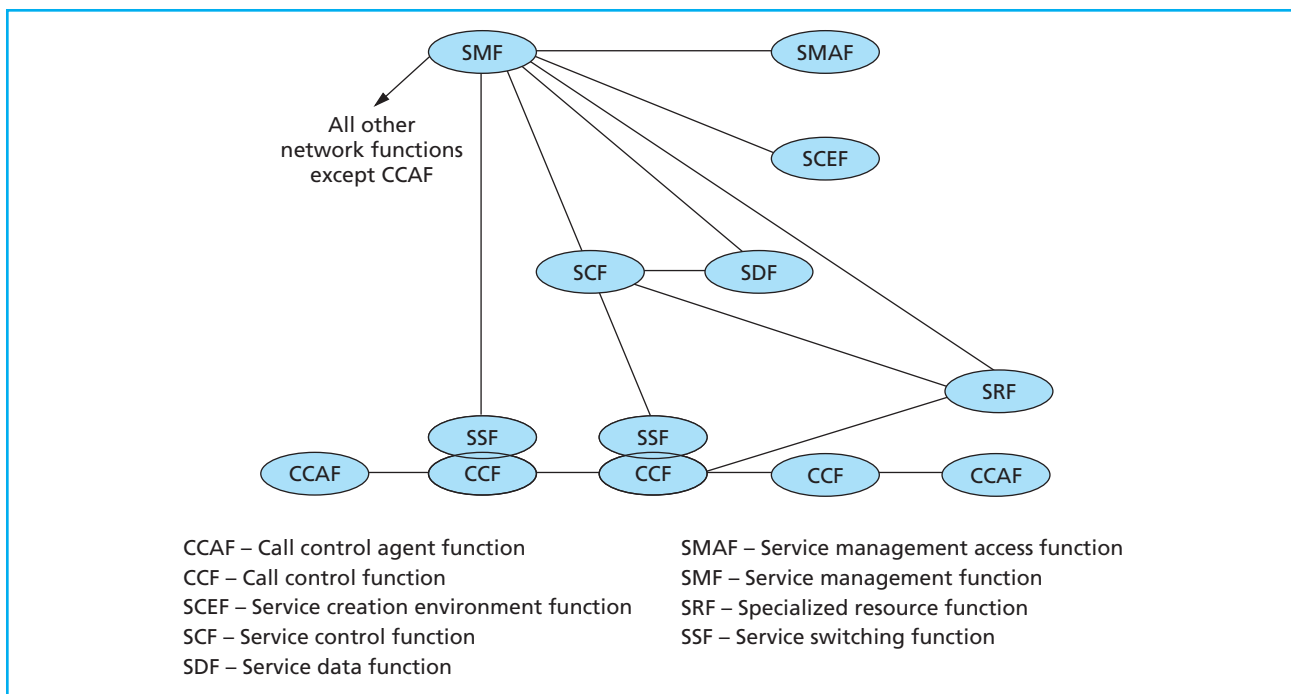 SMF
SMAF
All other
network functions
except CCAF
SCEF
SCF
SDF
SRF
SSF
SSF
CCAF
CCF
CCF
CCF
CCAF
CCAF – Call control agent function
CCF – Call control function
SCEF – Service creation environment function
SCF – Service control function
SDF – Service data function
SMAF – Service management access function
SMF – Service management function
SRF – Specialized resource function
SSF – Service switching function